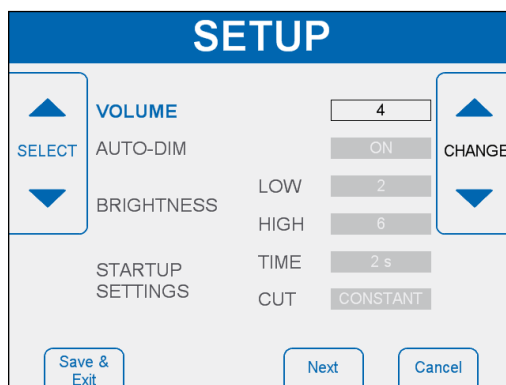 SETUP
VOLUME 4
SELECT AUTO-DIM ON CHANGE
LOW 2
BRIGHTNESS
HIGH 6
TIME 2 s
STARTUP
SETTINGS
CUT CONSTANT
Save &
Exit
Next
Cancel